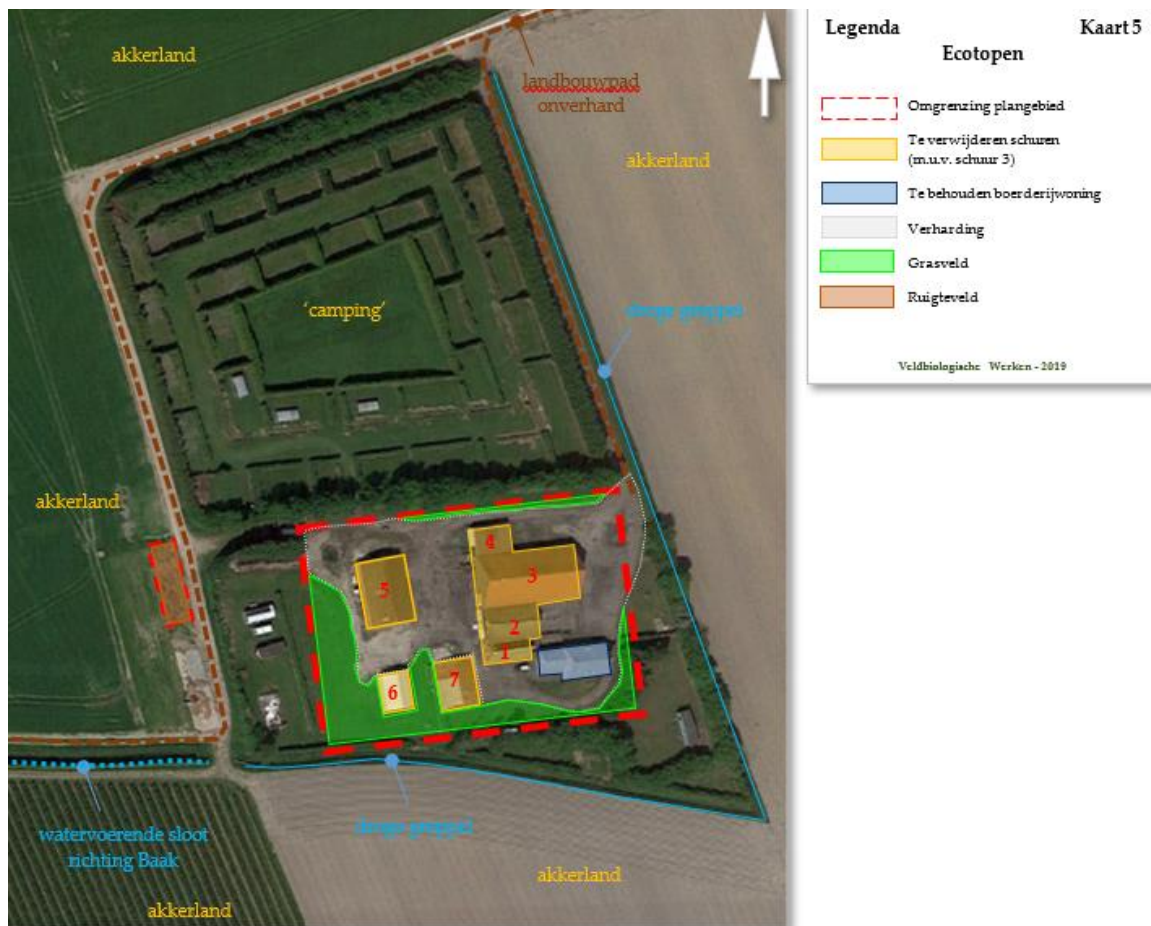 akkerland
landbouwpad
onverhard
akkerland
'camping'
droge greppel
akkerland
4
3
5
2
1
6
7
watervoerende sloot
richting Baak
droge greppel
akkerland
akkerland
Legenda
Kaart 5
Ecotopen
Omgrenzing plangebied
Te verwijderen schuren
(m.u.v. schuur 3)
Te behouden boerderijwoning
Verharding
Grasveld
Ruigteveld
Veldbiologische Werken - 2019